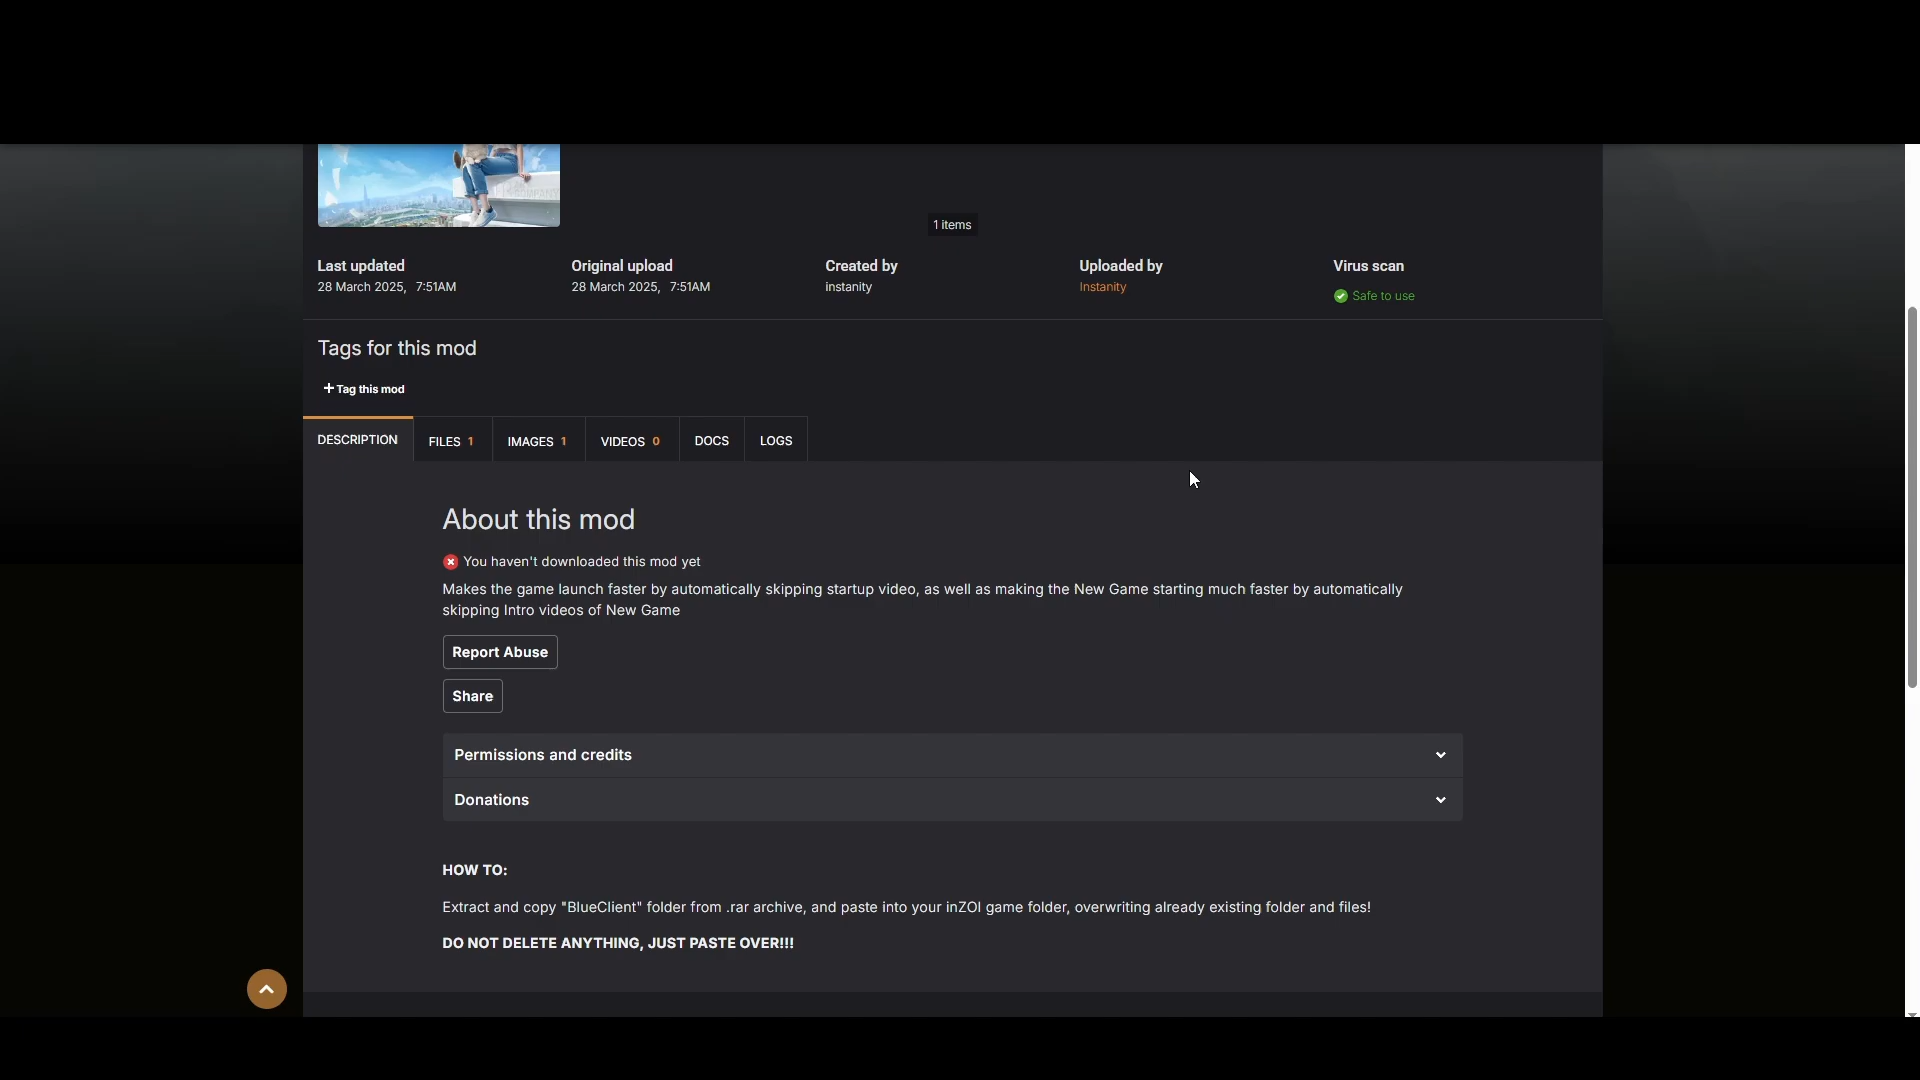 1 items
Last updated
28 March 2025, 7:51AM
Original upload
28 March 2025, 7:51AM
Created by
instanity
Uploaded by
Instanity
Virus scan
Safe to use
Tags for this mod
+ Tag this mod
DESCRIPTION
FILES 1
IMAGES 1
VIDEOS 0
DOCS
LOGS
About this mod
You haven't downloaded this mod yet
Makes the game launch faster by automatically skipping startup video, as well as making the New Game starting much faster by automatically
skipping Intro videos of New Game
Report Abuse
Share
Permissions and credits
Donations
HOW TO:
Extract and copy "BlueClient" folder from .rar archive, and paste into your inZOI game folder, overwriting already existing folder and files!
DO NOT DELETE ANYTHING, JUST PASTE OVER!!!